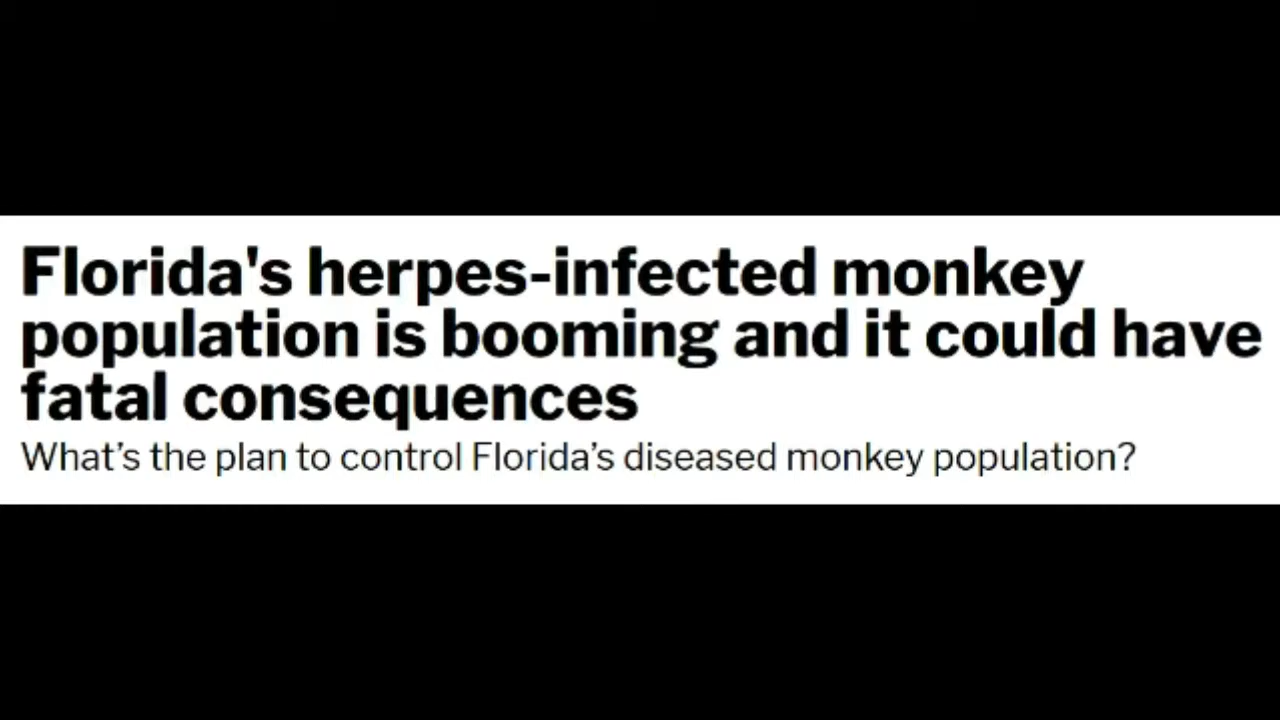 Florida's herpes-infected monkey
population is booming and it could have
fatal consequences
What’s the plan to control Florida’s diseased monkey population?